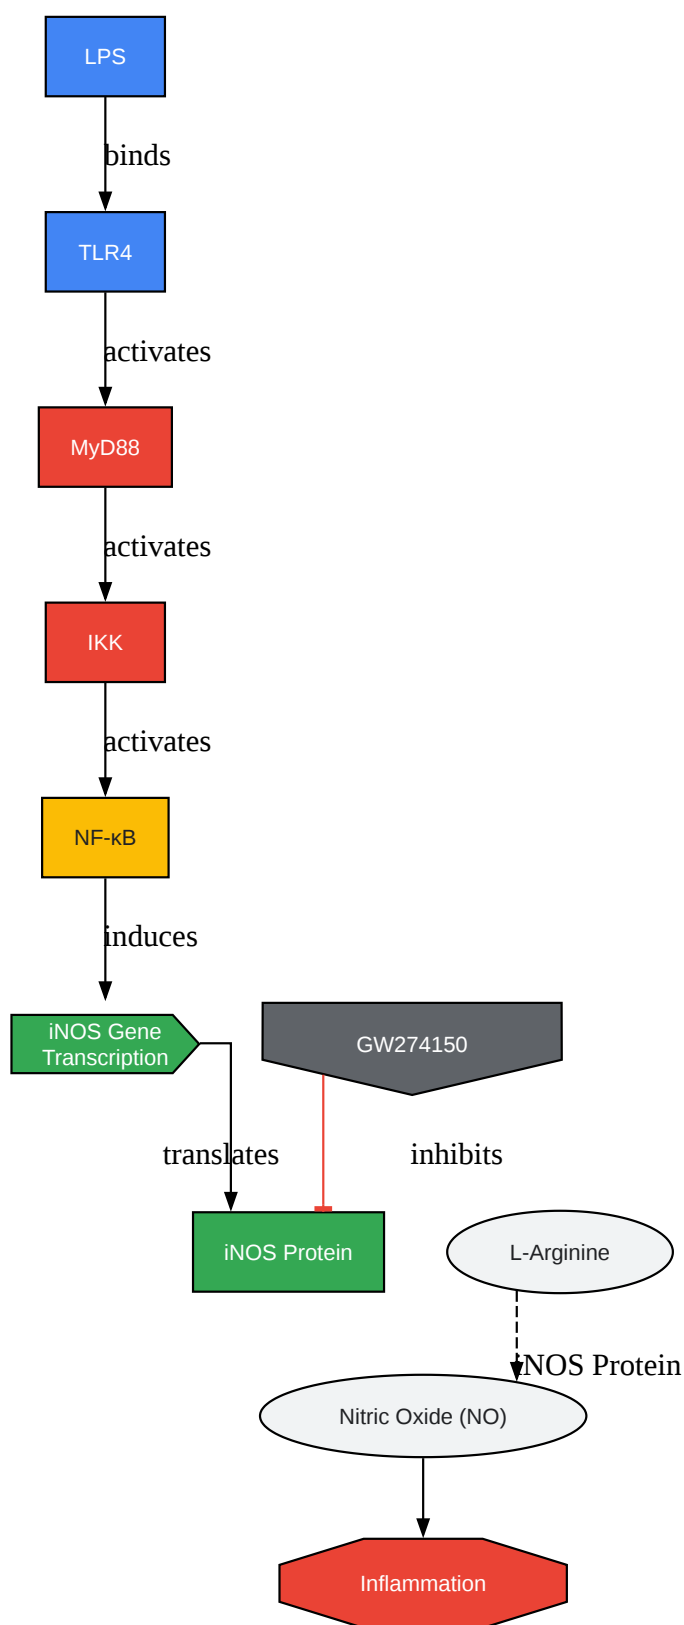 LPS
binds
TLR4
activates
MyD88
activates
IKK
activates
NF-κB
induces
iNOS Gene
Transcription
GW274150
translates
inhibits
iNOS Protein
L-Arginine
iNOS Protein
Nitric Oxide (NO)
Inflammation